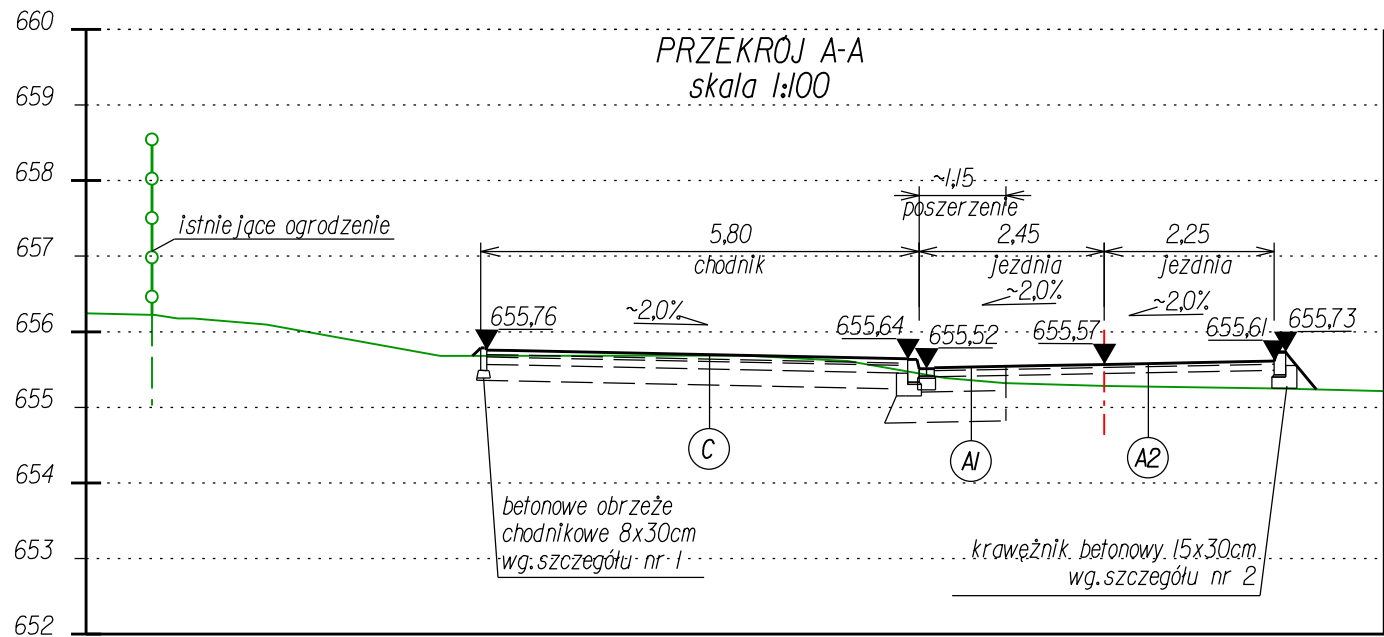 660
PRZEKRÓJ A-A
skala 1:100
659
658
~1,15
poszerzenie
istniejące ogrodzenie
657
5,80
chodnik
2,45
jezdnia
2,25
jezdnia
~2,0%
~2,0%
~2,0%
656
655,76
655,64
655,52
655,57
655,61
655,73
655
C
A1
A2
654
betonowe obrzeże
chodnikowe 8x30cm
wg.szczegółu nr 1
653
krawężnik betonowy 15x30cm
wg.szczegółu nr 2
652